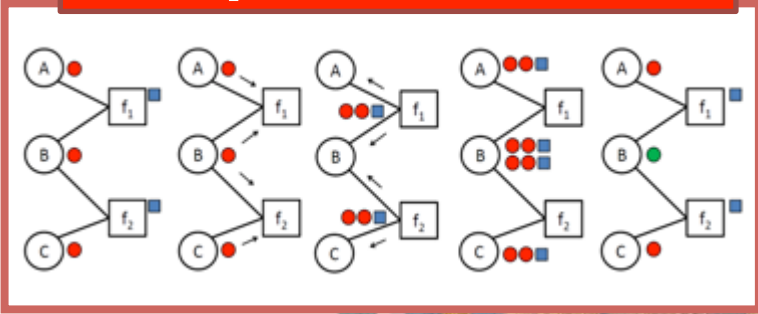 A A A A A
f₁ f₁ f₁ f₁ f₁
B B B B B
f₂ f₂ f₂ f₂ f₂
C C C C C